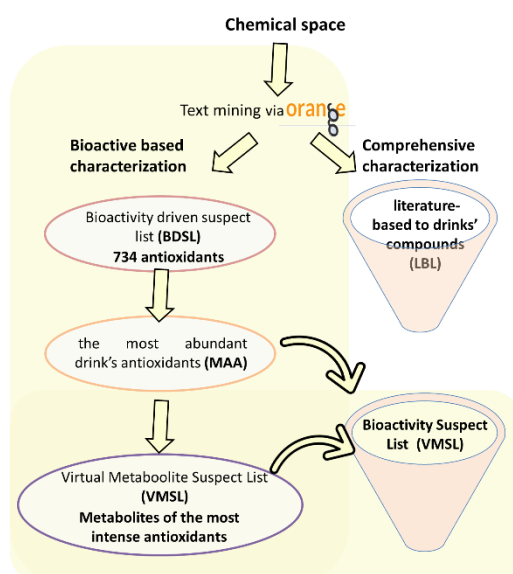 Chemical space
Text mining via orange
Bioactive based
characterization
Comprehensive
characterization
Bioactivity driven suspect
list (BDSL)
734 antioxidants
literature-
based to drinks'
compounds
(LBL)
the most abundant
drink's antioxidants (MAA)
Bioactivity Suspect
List (VMSL)
Virtual Metaboolite Suspect List
(VMSL)
Metabolites of the most
intense antioxidants